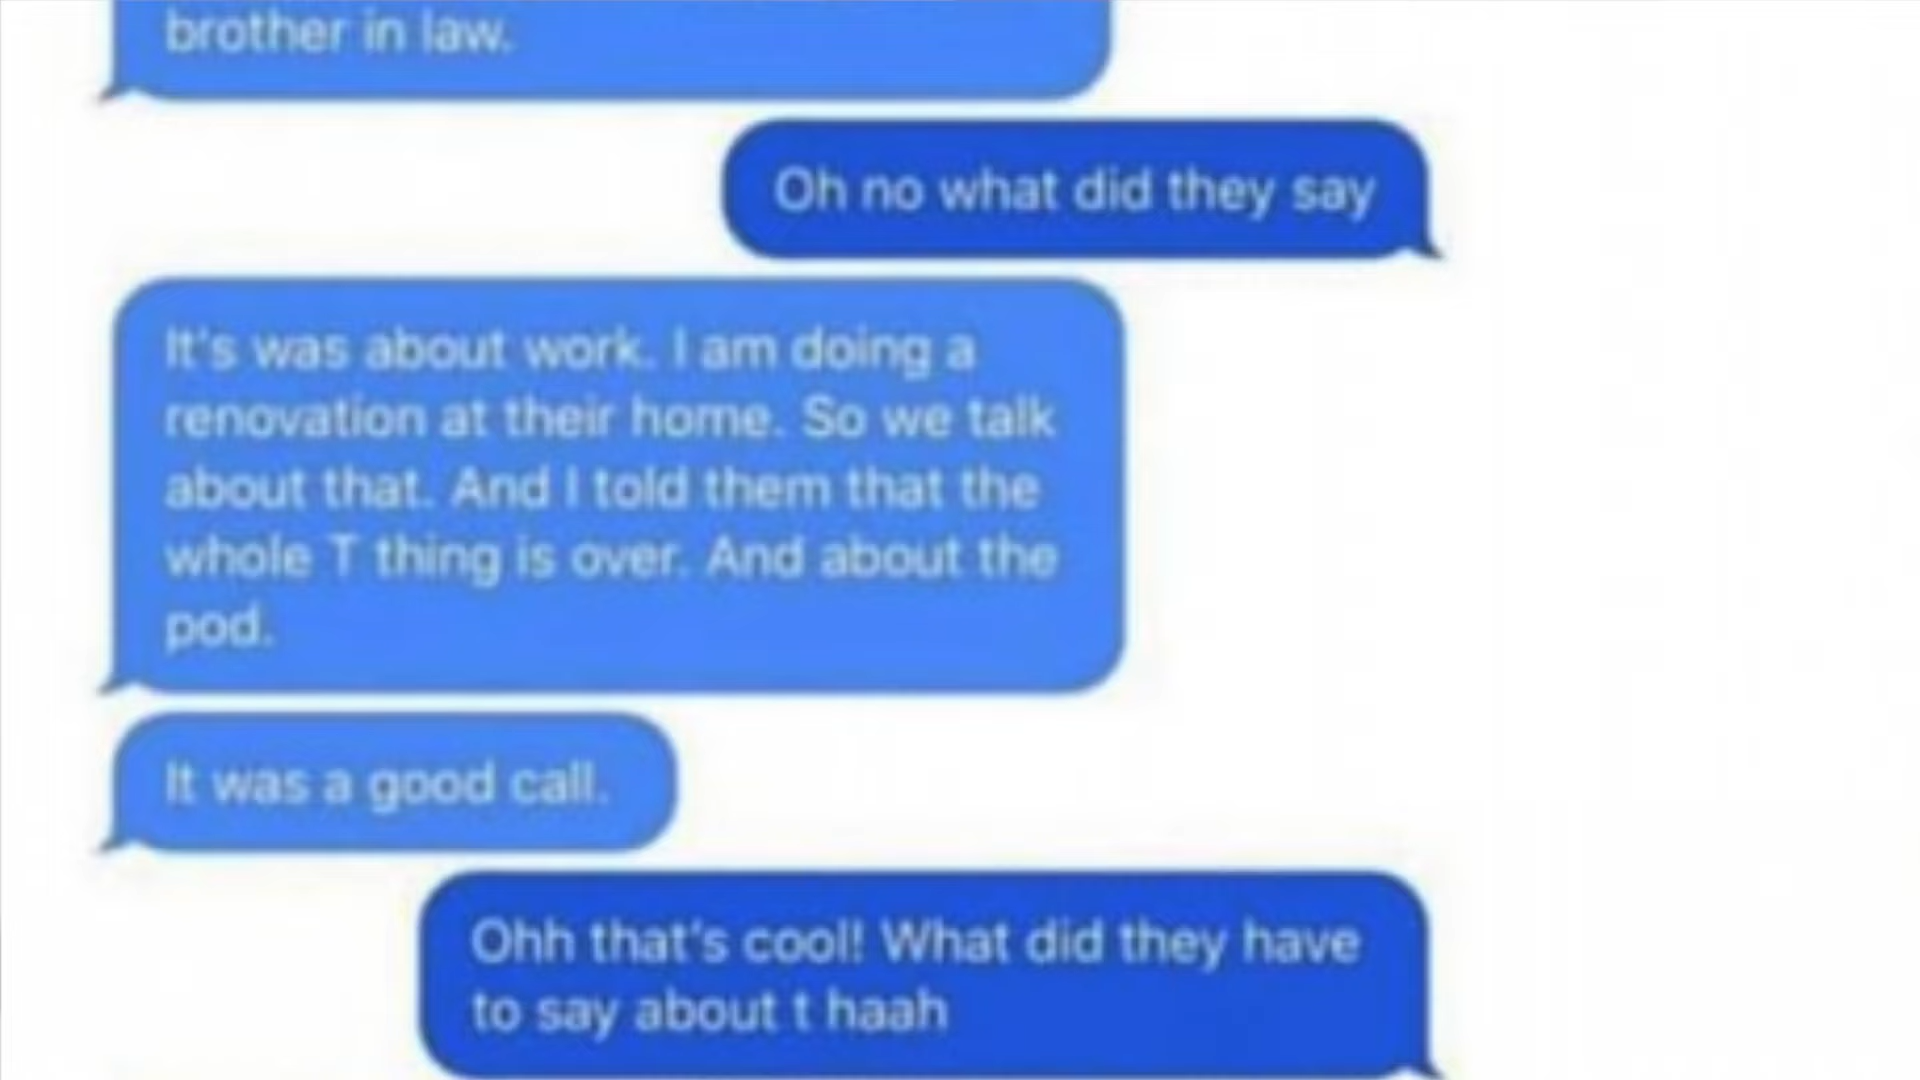 brother in law.
Oh no what did they say
It's was about work. I am doing a
renovation at their home. So we talk
about that. And I told them that the
whole T thing is over. And about the
pod.
It was a good call.
Ohh that's cool! What did they have
to say about t haah